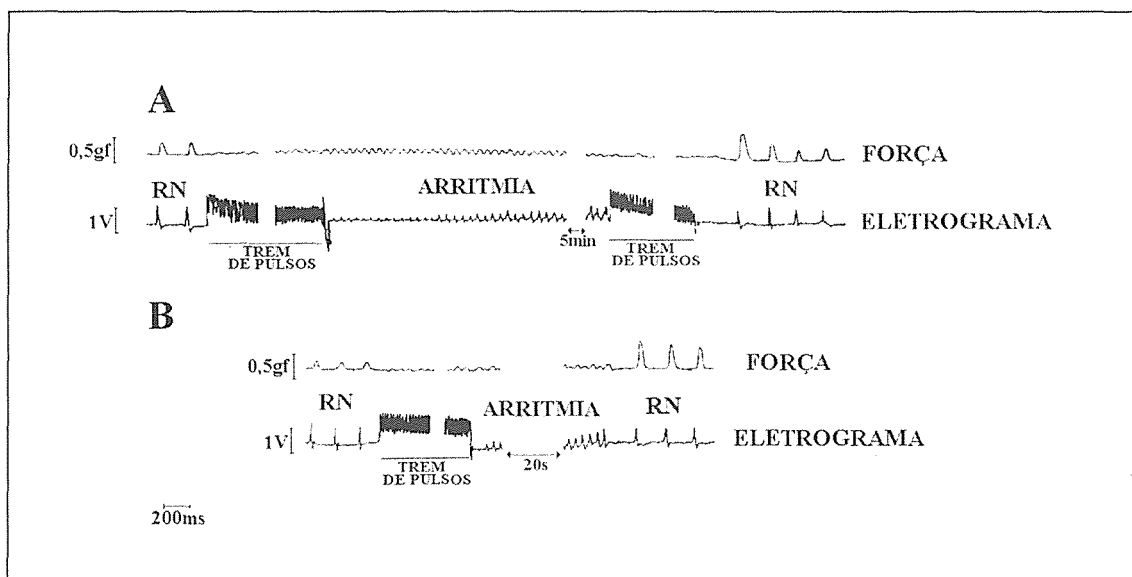 A
0,5gf
FORÇA
RN
ARRITMIA
RN
1V
ELETROGRAMA
5min
TREM
DE PULSOS
TREM
DE PULSOS
B
0,5gf
FORÇA
RN
ARRITMIA
RN
1V
ELETROGRAMA
20s
TREM
DE PULSOS
200ms